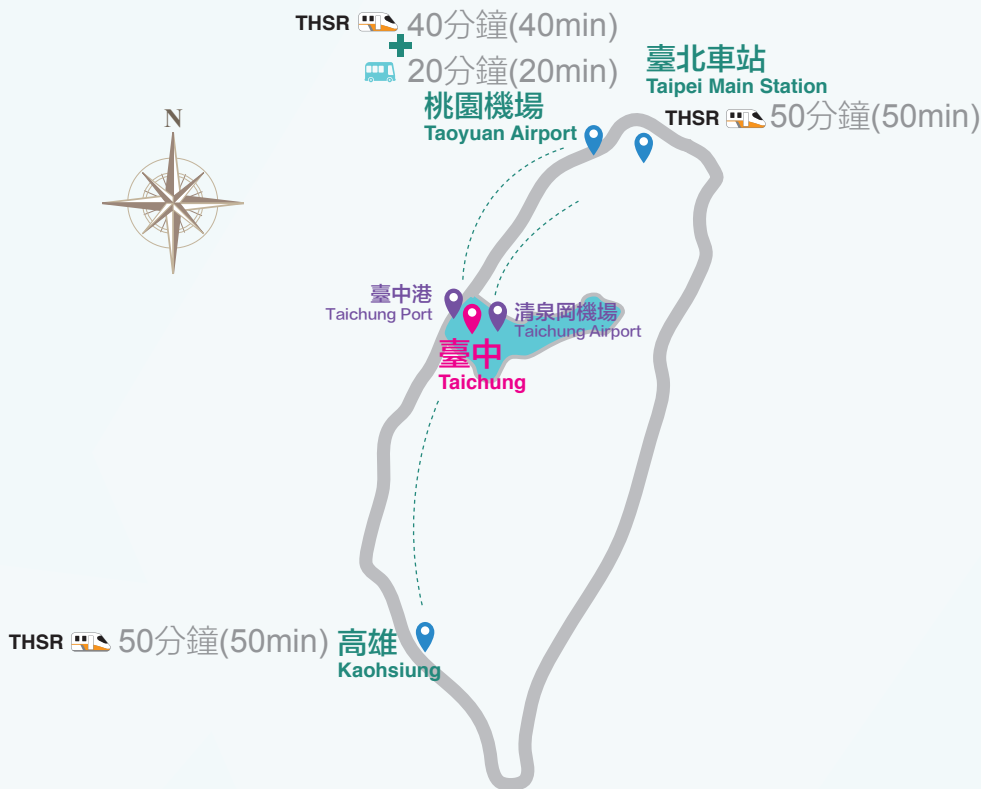 THSR 40分鐘(40min)
20分鐘(20min)
桃園機場
Taoyuan Airport
臺北車站
Taipei Main Station
THSR 50分鐘(50min)
N
臺中港
Taichung Port
清泉岡機場
Taichung Airport
臺中
Taichung
THSR 50分鐘(50min)
高雄
Kaohsiung